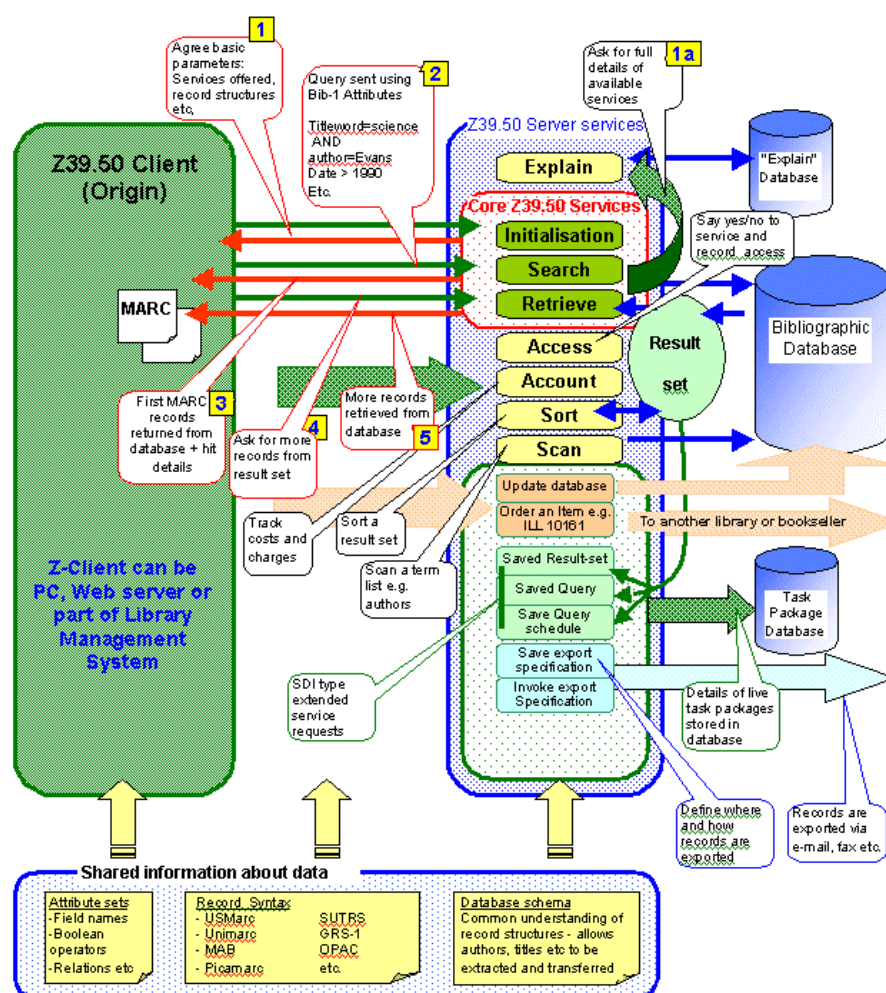 1
Agree basic
parameters:
Services offered,
record structures
etc,
2
Query sent using
Bib-1 Attributes
Titleword=science
AND
author=Evans
Date > 1990
Etc.
1a
Ask for full
details of
available
services
Z39.50 Client
(Origin)
Z39.50 Server services
Explain
"Explain"
Database
Core Z39.50 Services
Initialisation
Search
Retrieve
Say yes/no to
service and
record access
MARC
Access
Account
Sort
Scan
Result
set
Bibliographic
Database
First MARC
records
returned from
database + hit
details
3
Ask for more
records from
result set
4
More records
retrieved from
database
5
Track
costs and
charges
Sort a
result set
Scan a term
list e.g.
authors
Update database
Order an Item e.g.
ILL 10161
To another library or bookseller
Z-Client can be
PC, Web server or
part of Library
Management
System
Saved Result-set
Saved Query
Save Query
schedule
Save export
specification
Invoke export
Specification
Task
Package
Database
SDI type
extended
service
requests
Details of live
task packages
stored in
database
Define where
and how
records are
exported
Records are
exported via
e-mail, fax etc.
Shared information about data
Attribute sets
-Field names
-Boolean
operators
-Relations etc
Record Syntax
- USMarc SUTRS
- Unimarc GRS-1
- MAB OPAC
- Picamarc etc.
Database schema
Common understanding of
record structures - allows
authors, titles etc to be
extracted and transferred